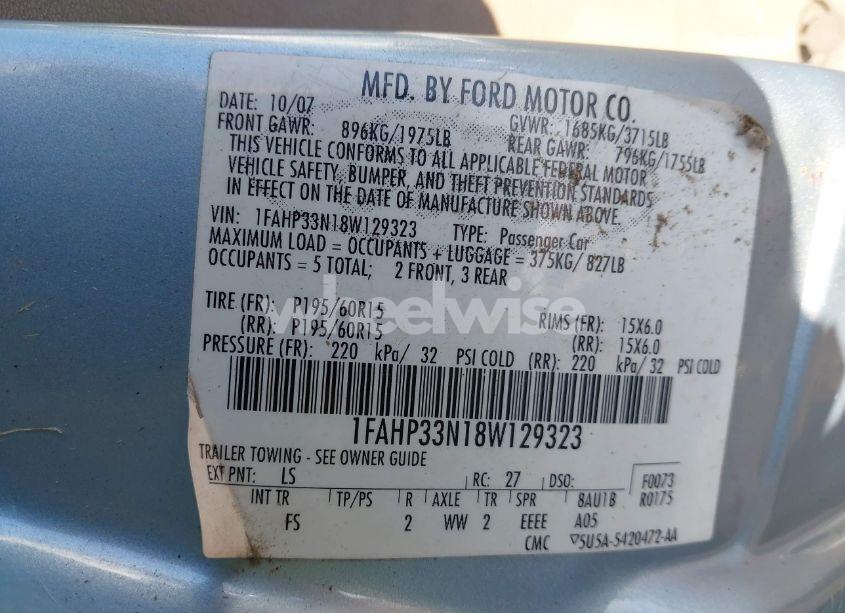 MFD. BY FORD MOTOR CO.
DATE: 10/07 GVWR: 1685KG/3715LB
FRONT GAWR: 896KG/1975LB REAR GAWR: 796KG/1755LB
THIS VEHICLE CONFORMS TO ALL APPLICABLE FEDERAL MOTOR
VEHICLE SAFETY, BUMPER, AND THEFT PREVENTION STANDARDS
IN EFFECT ON THE DATE OF MANUFACTURE SHOWN ABOVE.
VIN: 1FAHP33N18W129323 TYPE: Passenger Car
MAXIMUM LOAD = OCCUPANTS + LUGGAGE = 375KG/ 827LB
OCCUPANTS = 5 TOTAL; 2 FRONT, 3 REAR
wheelwise
TIRE (FR): P195/60R15 RIMS (FR): 15X6.0
(RR): P195/60R15 (RR): 15X6.0
PRESSURE (FR): 220 kPa/ 32 PSI COLD (RR): 220 kPa/ 32 PSI COLD
1FAHP33N18W129323
TRAILER TOWING - SEE OWNER GUIDE
EXT PNT: LS RC: 27 DSO: F0073
INT TR TP/PS R AXLE TR SPR 8AU1B R0175
FS 2 WW 2 EEEE A05
CMC 5U5A-5420472-AA